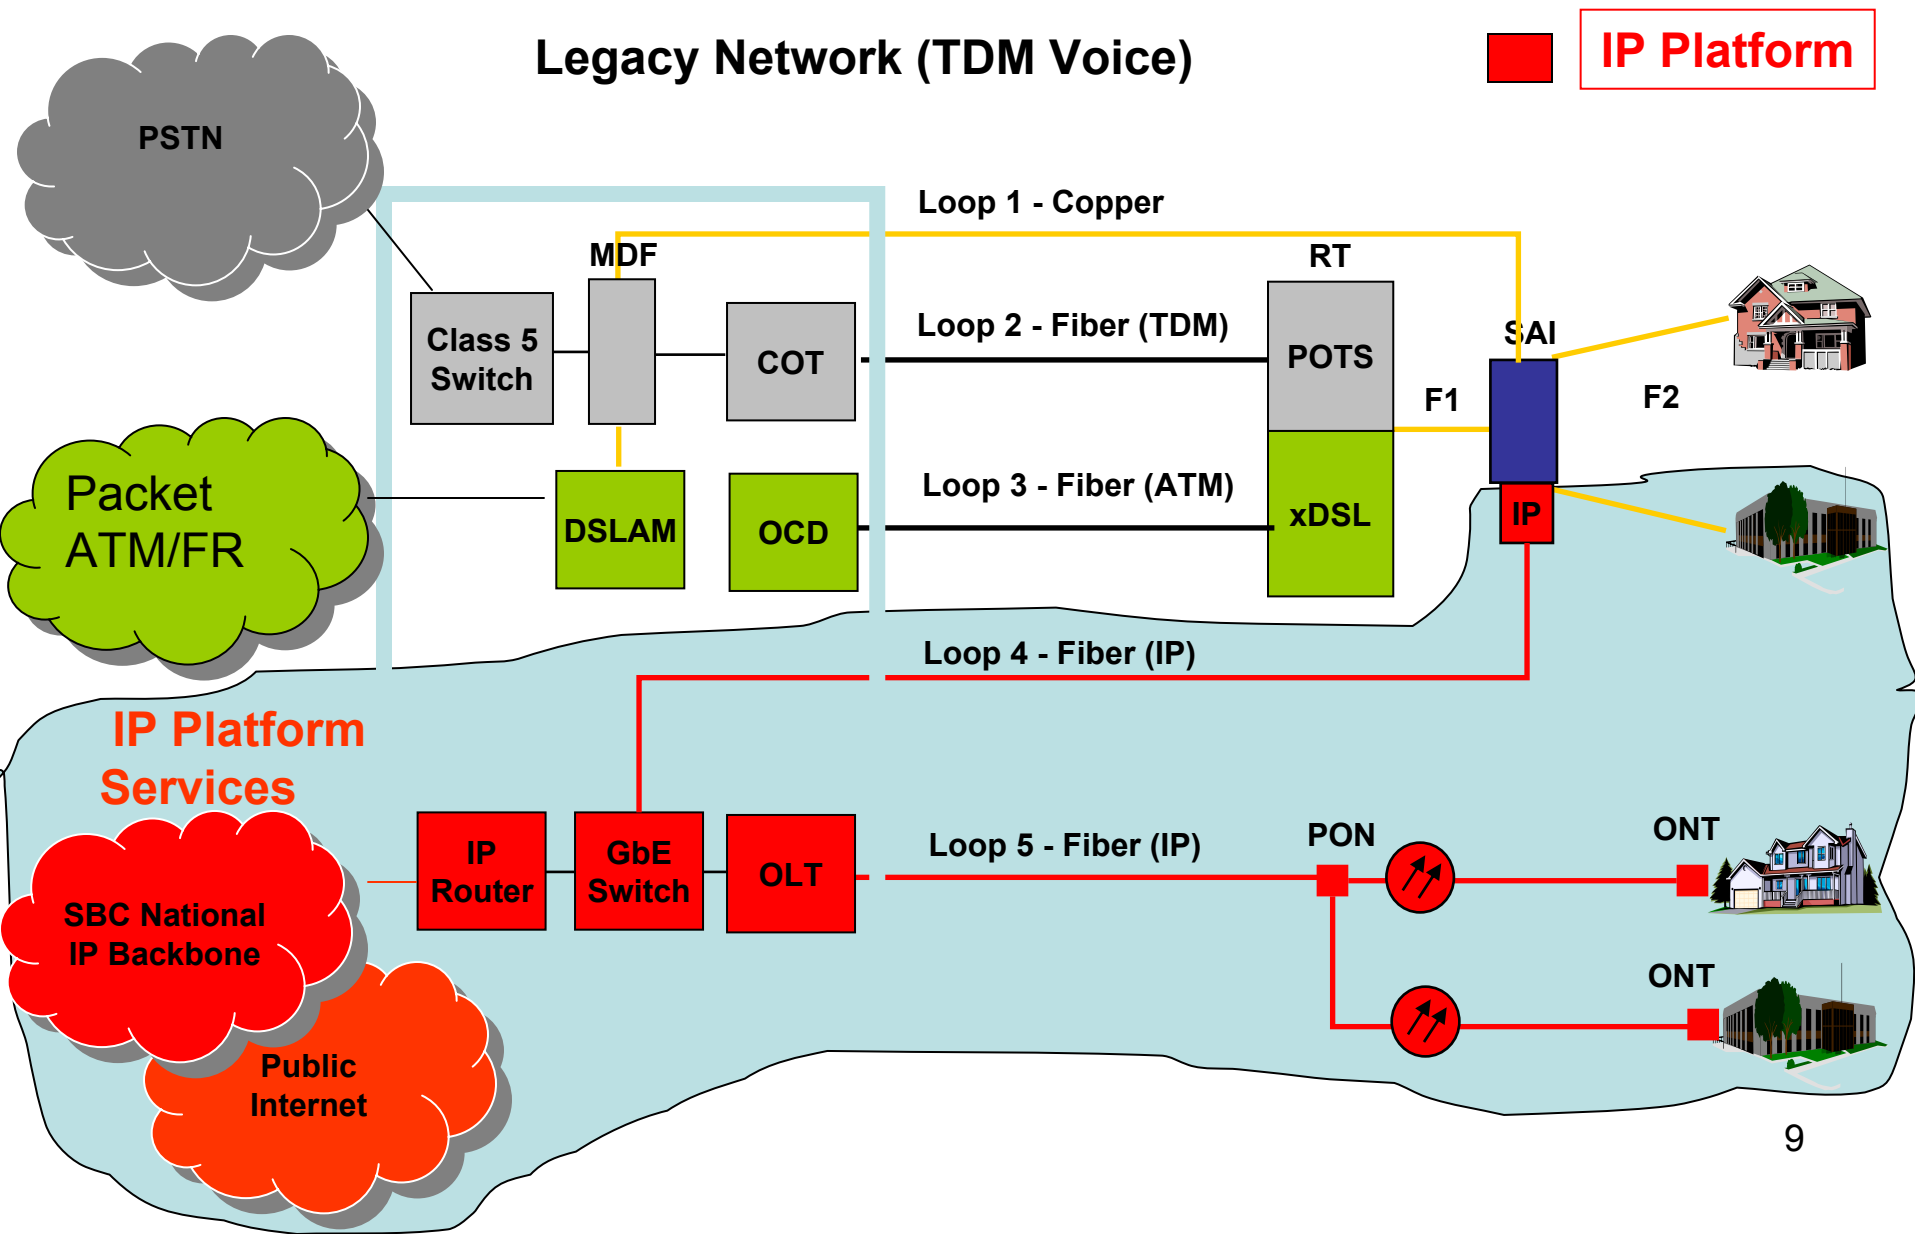 Legacy Network (TDM Voice)
IP Platform
PSTN
Loop 1 - Copper
MDF
RT
Class 5
Switch
COT
Loop 2 - Fiber (TDM)
POTS
SAI
F1
F2
Packet
ATM/FR
DSLAM
OCD
Loop 3 - Fiber (ATM)
xDSL
IP
Loop 4 - Fiber (IP)
IP Platform
Services
IP
Router
GbE
Switch
OLT
Loop 5 - Fiber (IP)
PON
ONT
SBC National
IP Backbone
ONT
Public
Internet
9